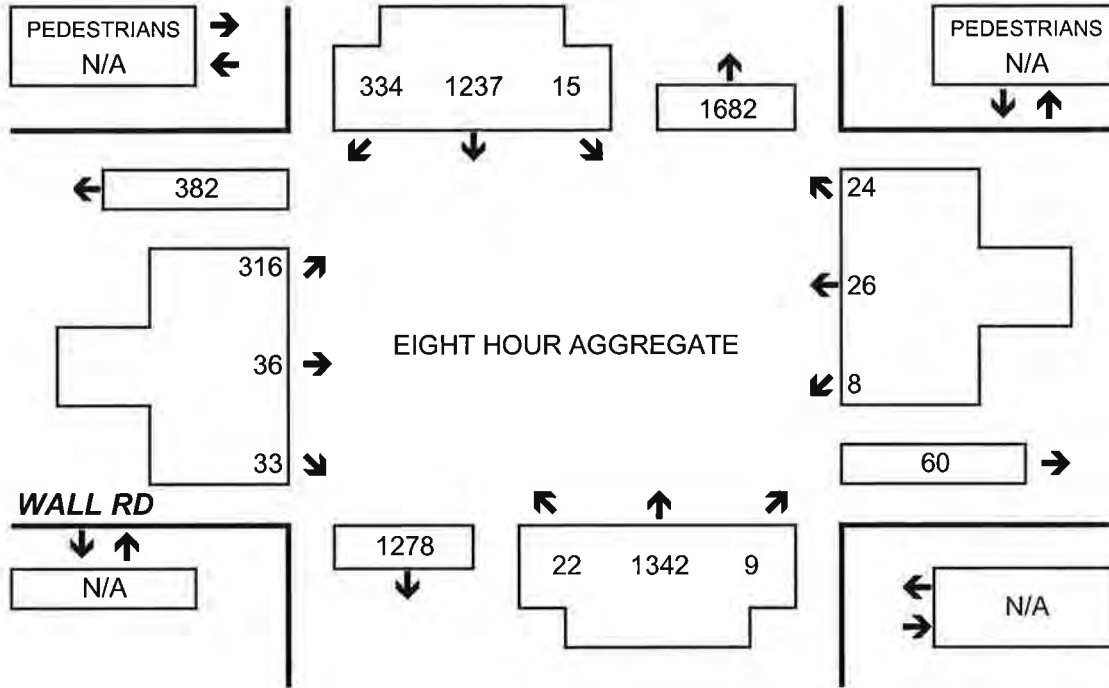 PEDESTRIANS
N/A
334 1237 15
1682
PEDESTRIANS
N/A
382
24
316
26
EIGHT HOUR AGGREGATE
36
8
33
60
WALL RD
1278
22 1342 9
N/A
N/A